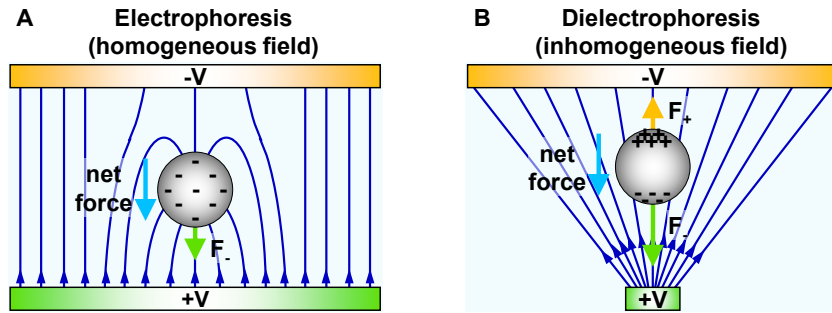 A
Electrophoresis
(homogeneous field)
-V
net
force
- - - - - - - - -
F-
+V
B
Dielectrophoresis
(inhomogeneous field)
-V
F+
+++
+++
net
force
- - - - -
F-
+V